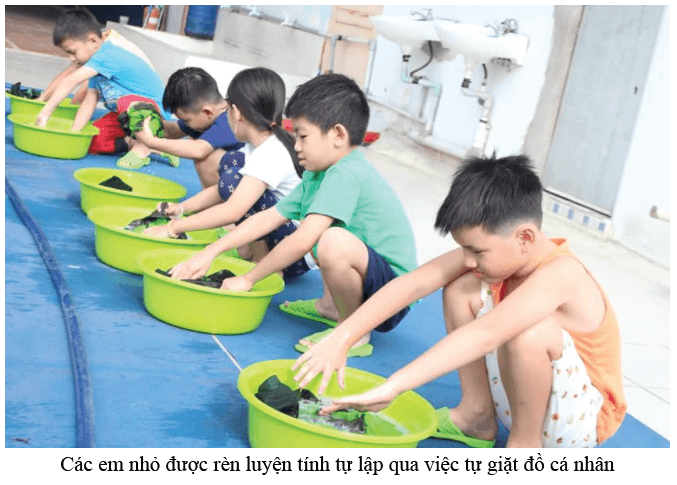 Các em nhỏ được rèn luyện tính tự lập qua việc tự giặt đồ cá nhân